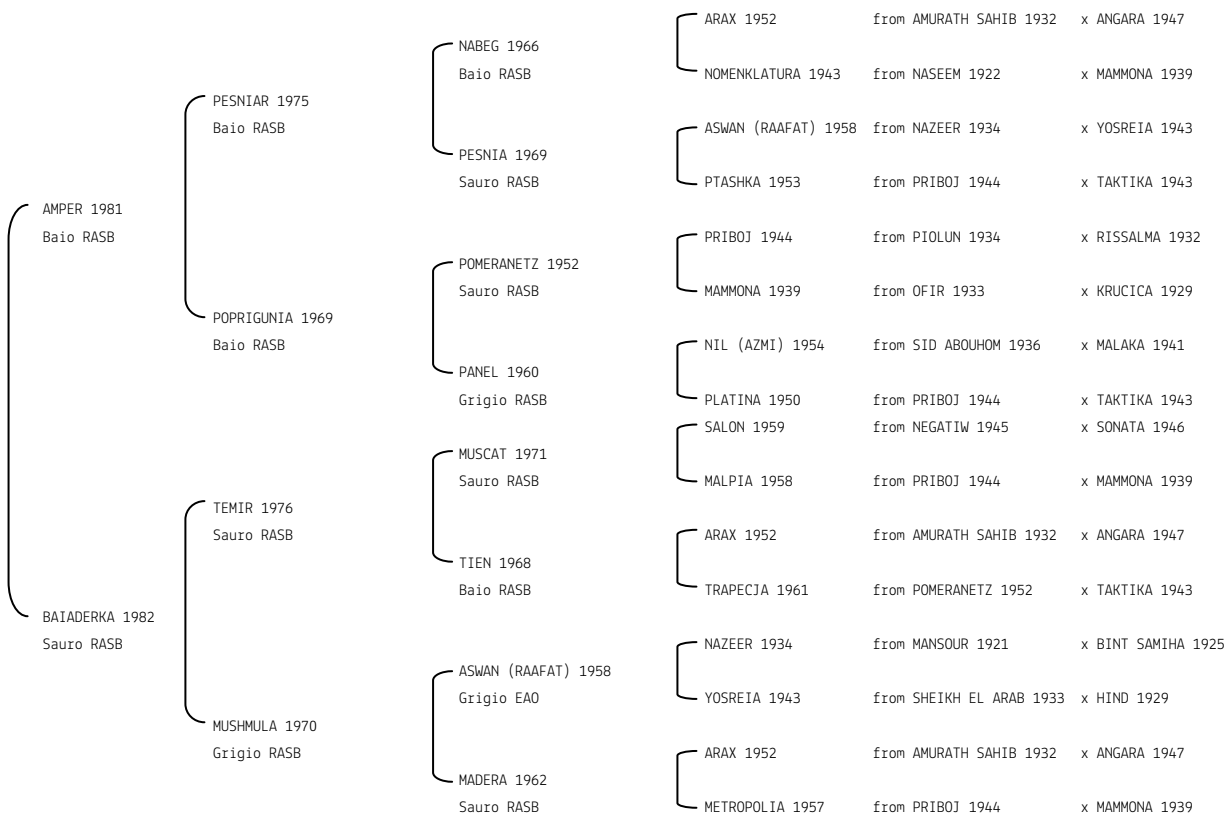 ARAX 1952 from AMURATH SAHIB 1932 x ANGARA 1947
NABEG 1966
Baio RASB NOMENKLATURA 1943 from NASEEM 1922 x MAMMONA 1939
PESNIAR 1975
Baio RASB ASWAN (RAAFAT) 1958 from NAZEER 1934 x YOSREIA 1943
PESNIA 1969
Sauro RASB PTASHKA 1953 from PRIBOJ 1944 x TAKTIKA 1943
AMPER 1981
Baio RASB PRIBOJ 1944 from PIOLUN 1934 x RISSALMA 1932
POMERANETZ 1952
Sauro RASB MAMMONA 1939 from OFIR 1933 x KRUCICA 1929
POPRIGUNIA 1969
Baio RASB NIL (AZMI) 1954 from SID ABOUHOM 1936 x MALAKA 1941
PANEL 1960
Grigio RASB PLATINA 1950 from PRIBOJ 1944 x TAKTIKA 1943
SALON 1959 from NEGATIW 1945 x SONATA 1946
MUSCAT 1971
Sauro RASB MALPIA 1958 from PRIBOJ 1944 x MAMMONA 1939
TEMIR 1976
Sauro RASB ARAX 1952 from AMURATH SAHIB 1932 x ANGARA 1947
TIEN 1968
Baio RASB TRAPECJA 1961 from POMERANETZ 1952 x TAKTIKA 1943
BAIADERKA 1982
Sauro RASB NAZEER 1934 from MANSOUR 1921 x BINT SAMIHA 1925
ASWAN (RAAFAT) 1958
Grigio EAO YOSREIA 1943 from SHEIKH EL ARAB 1933 x HIND 1929
MUSHMULA 1970
Grigio RASB ARAX 1952 from AMURATH SAHIB 1932 x ANGARA 1947
MADERA 1962
Sauro RASB METROPOLIA 1957 from PRIBOJ 1944 x MAMMONA 1939